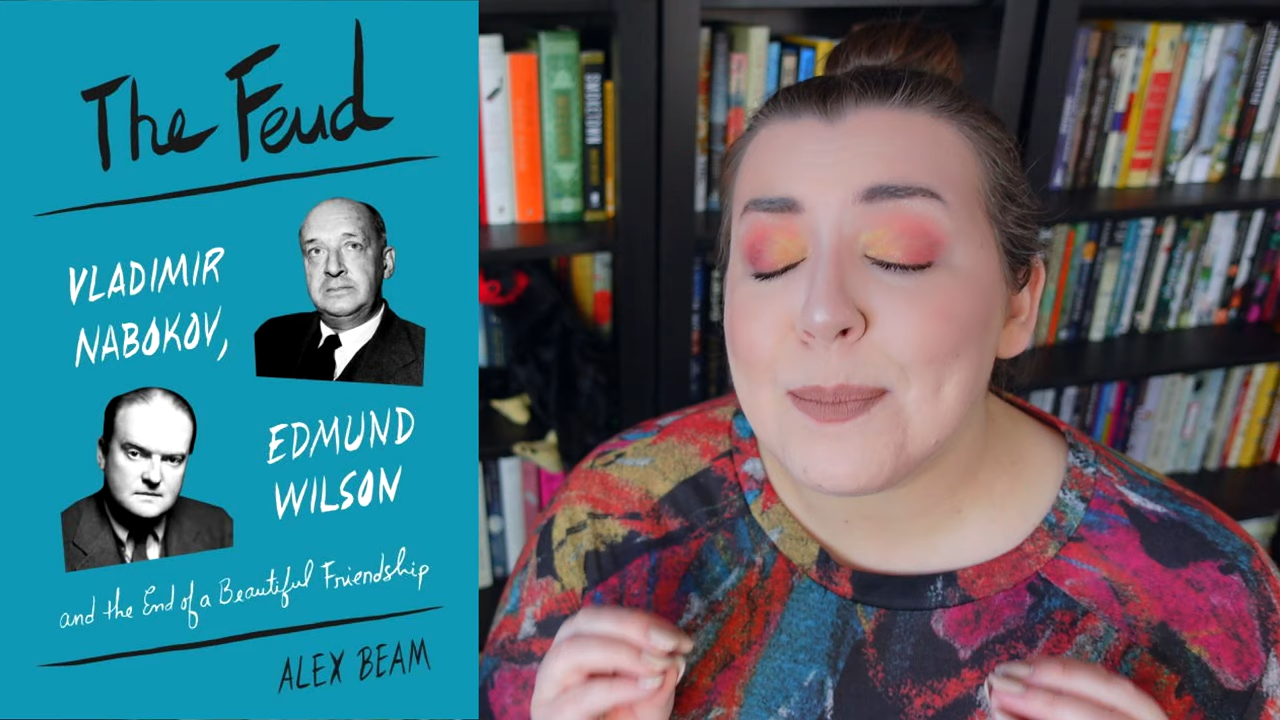 The Feud
VLADIMIR
NABOKOV,
EDMUND
WILSON
and the End of a Beautiful Friendship
ALEX BEAM